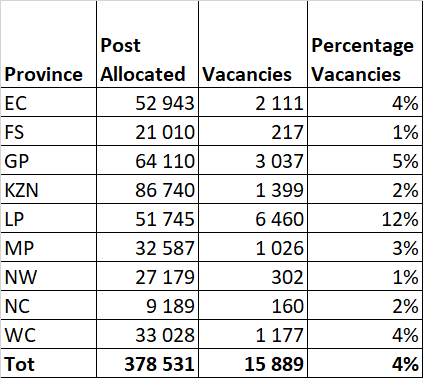 Province Post Allocated Vacancies Percentage Vacancies
EC 52 943 2 111 4%
FS 21 010 217 1%
GP 64 110 3 037 5%
KZN 86 740 1 399 2%
LP 51 745 6 460 12%
MP 32 587 1 026 3%
NW 27 179 302 1%
NC 9 189 160 2%
WC 33 028 1 177 4%
Tot 378 531 15 889 4%